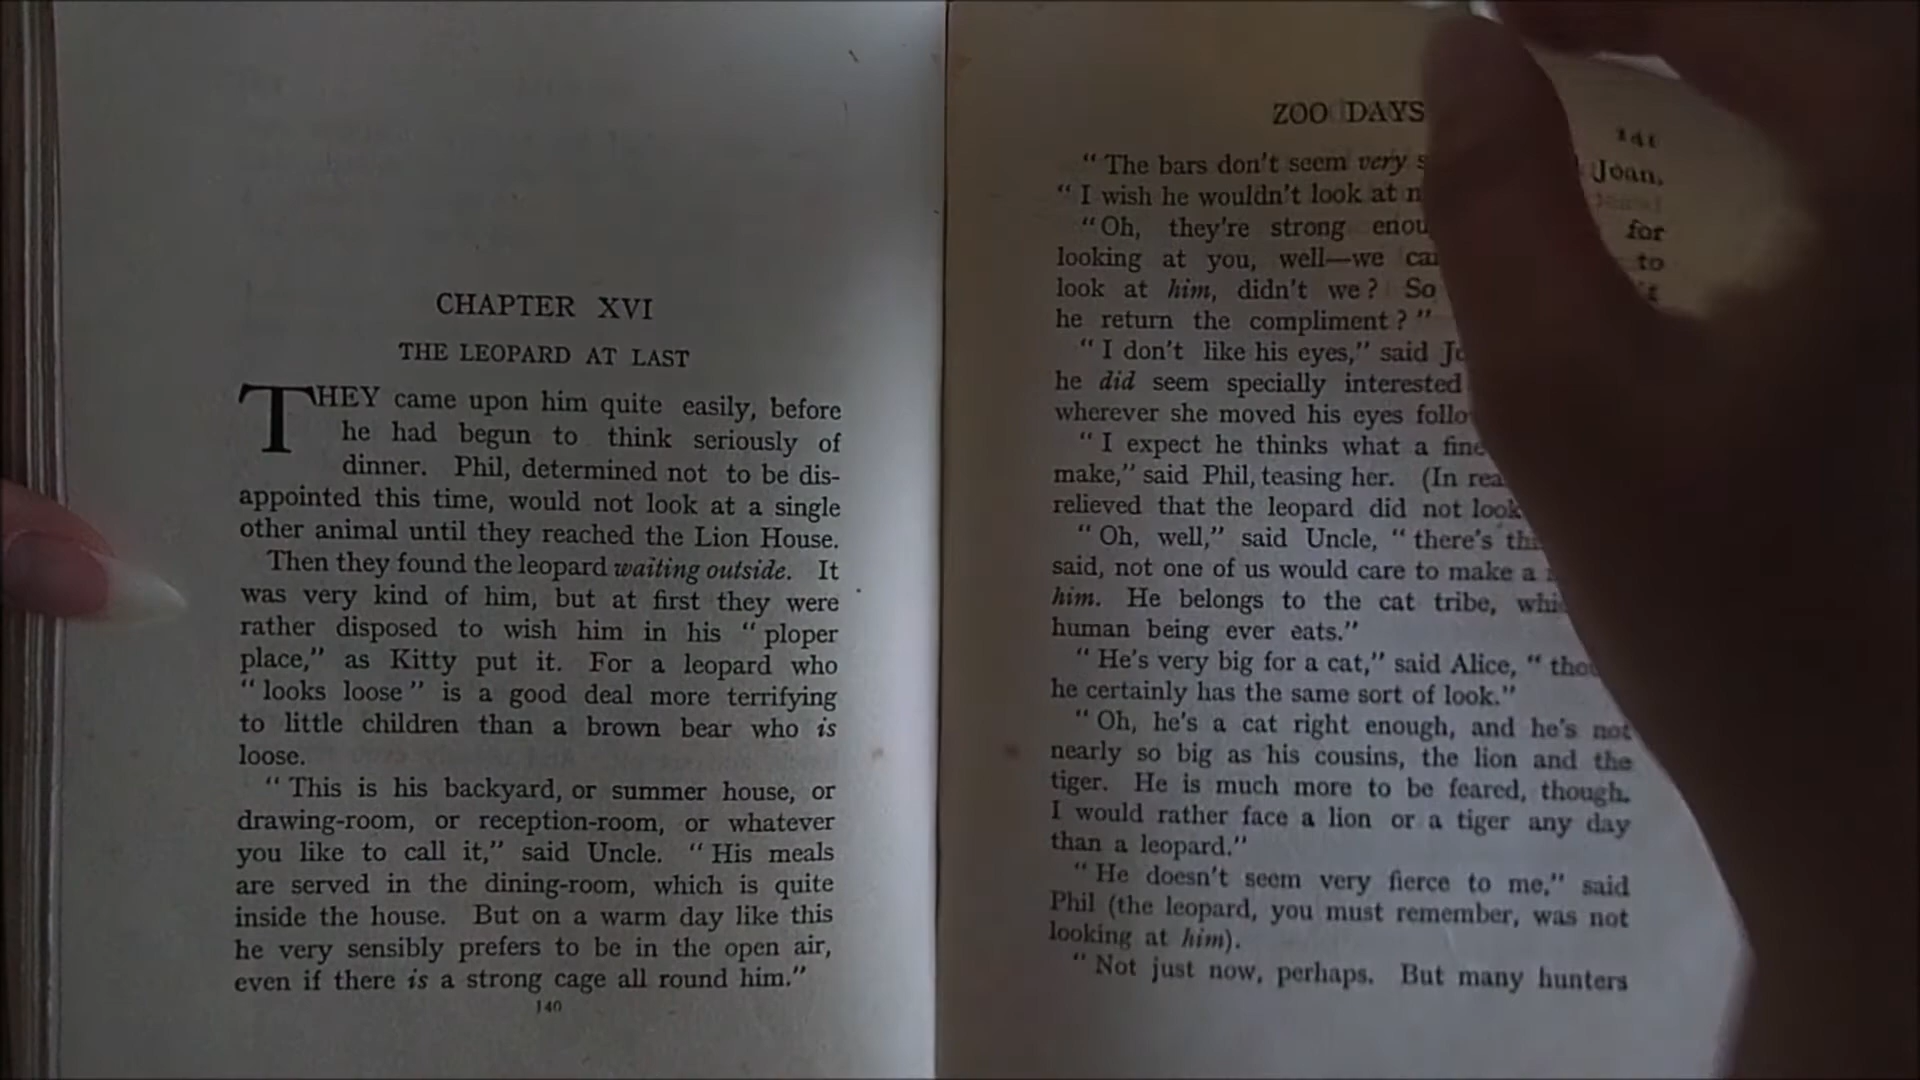 CHAPTER XVI
THE LEOPARD AT LAST
THEY came upon him quite easily, before
he had begun to think seriously of
dinner. Phil, determined not to be dis-
appointed this time, would not look at a single
other animal until they reached the Lion House.
Then they found the leopard waiting outside. It
was very kind of him, but at first they were
rather disposed to wish him in his “ ploper
place,” as Kitty put it. For a leopard who
“ looks loose ” is a good deal more terrifying
to little children than a brown bear who is
loose.
“ This is his backyard, or summer house, or
drawing-room, or reception-room, or whatever
you like to call it,” said Uncle. “ His meals
are served in the dining-room, which is quite
inside the house. But on a warm day like this
he very sensibly prefers to be in the open air,
even if there is a strong cage all round him.”
140
ZOO DAYS 141
“ The bars don't seem very Joan.
“ I wish he wouldn't look at
“ Oh, they're strong for
looking at you, well—we to
look at him, didn't we ? So
he return the compliment ? ”
“ I don't like his eyes,” said
he did seem specially interested
wherever she moved his eyes
“ I expect he thinks what a
make,” said Phil, teasing her. (In
relieved that the leopard did not look
“ Oh, well,” said Uncle, “ there's
said, not one of us would care to make a
him. He belongs to the cat tribe,
human being ever eats.”
“ He's very big for a cat,” said Alice, “
he certainly has the same sort of look.”
“ Oh, he's a cat right enough, and he's not
nearly so big as his cousins, the lion and the
tiger. He is much more to be feared, though.
I would rather face a lion or a tiger any day
than a leopard.”
“ He doesn't seem very fierce to me,” said
Phil (the leopard, you must remember, was not
looking at him).
“ Not just now, perhaps. But many hunters